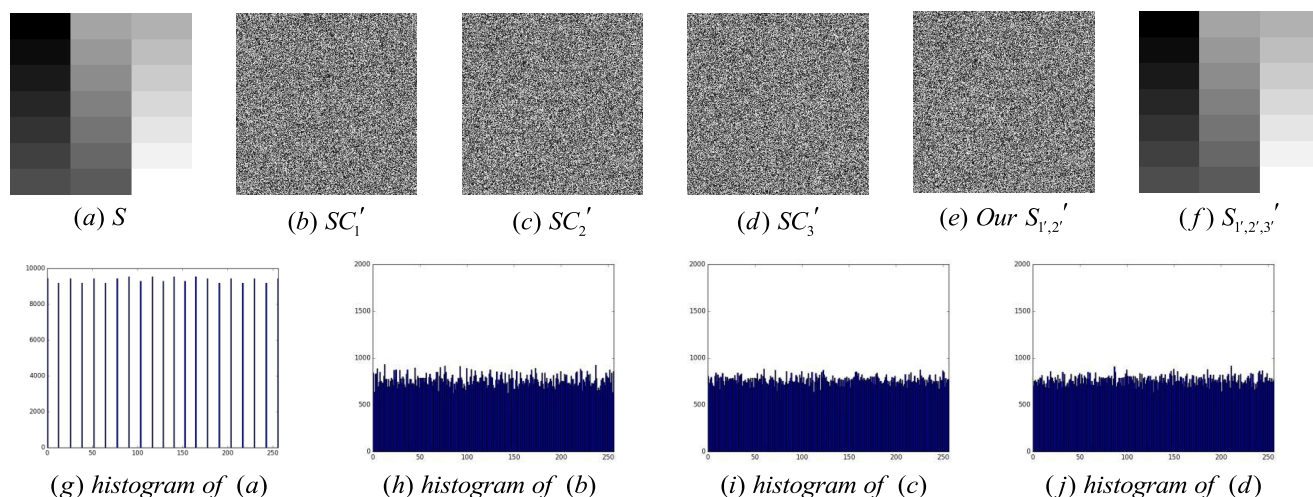 (a) S
(b) SC₁′
(c) SC₂′
(d) SC₃′
(e) Our S₁′,₂′′
(f) S₁′,₂′,₃′′
10000
8000
6000
4000
2000
0
0 50 100 150 200 250
(g) histogram of (a)
2000
1500
1000
500
0
0 50 100 150 200 250
(h) histogram of (b)
2000
1500
1000
500
0
0 50 100 150 200 250
(i) histogram of (c)
2000
1500
1000
500
0
0 50 100 150 200 250
(j) histogram of (d)